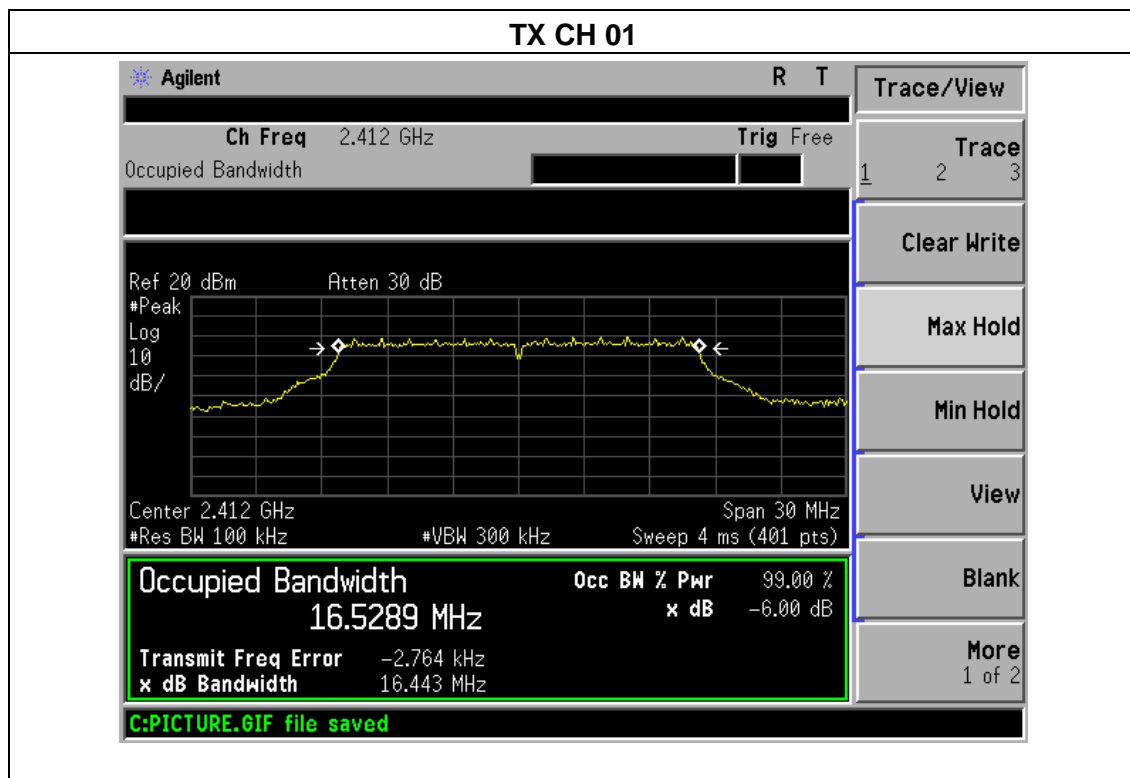 TX CH 01
Agilent R T
Trace/View
Ch Freq 2.412 GHz Trig Free
Occupied Bandwidth
Trace
1 2 3
Clear Write
Ref 20 dBm Atten 30 dB
#Peak
Log
10
dB/
Max Hold
Min Hold
View
Center 2.412 GHz Span 30 MHz
#Res BW 100 kHz #VBW 300 kHz Sweep 4 ms (401 pts)
Occupied Bandwidth Occ BW % Pwr 99.00 %
16.5289 MHz x dB -6.00 dB
Blank
Transmit Freq Error -2.764 kHz
x dB Bandwidth 16.443 MHz
More
1 of 2
C:PICTURE.GIF file saved